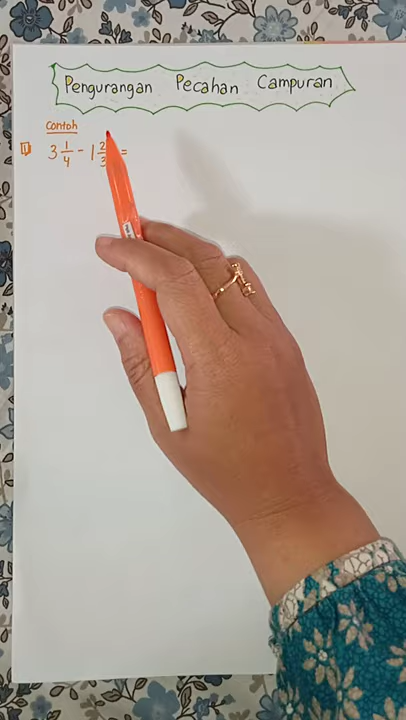 Pengurangan Pecahan Campuran
Contoh
1) 3 1/4 - 1 2/3 =